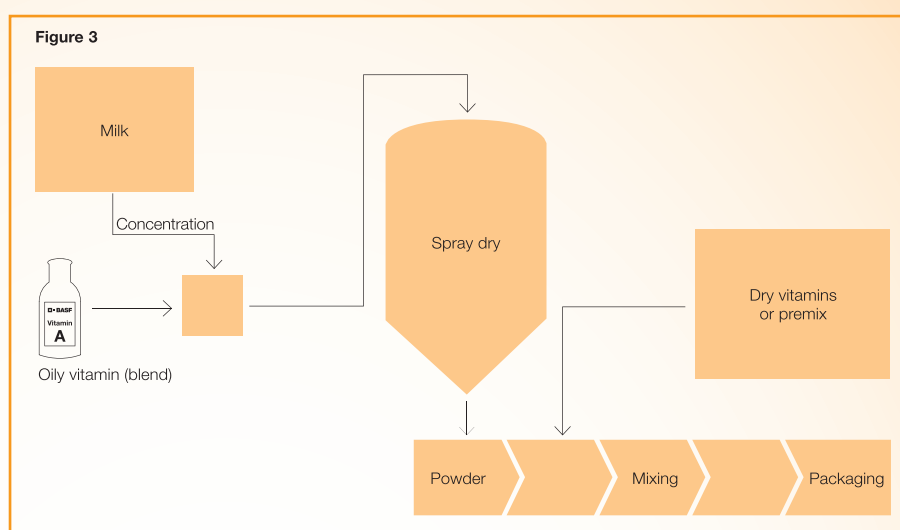 Figure 3
Milk
Concentration
Spray dry
BASF
Vitamin
A
Oily vitamin (blend)
Dry vitamins
or premix
Powder
Mixing
Packaging